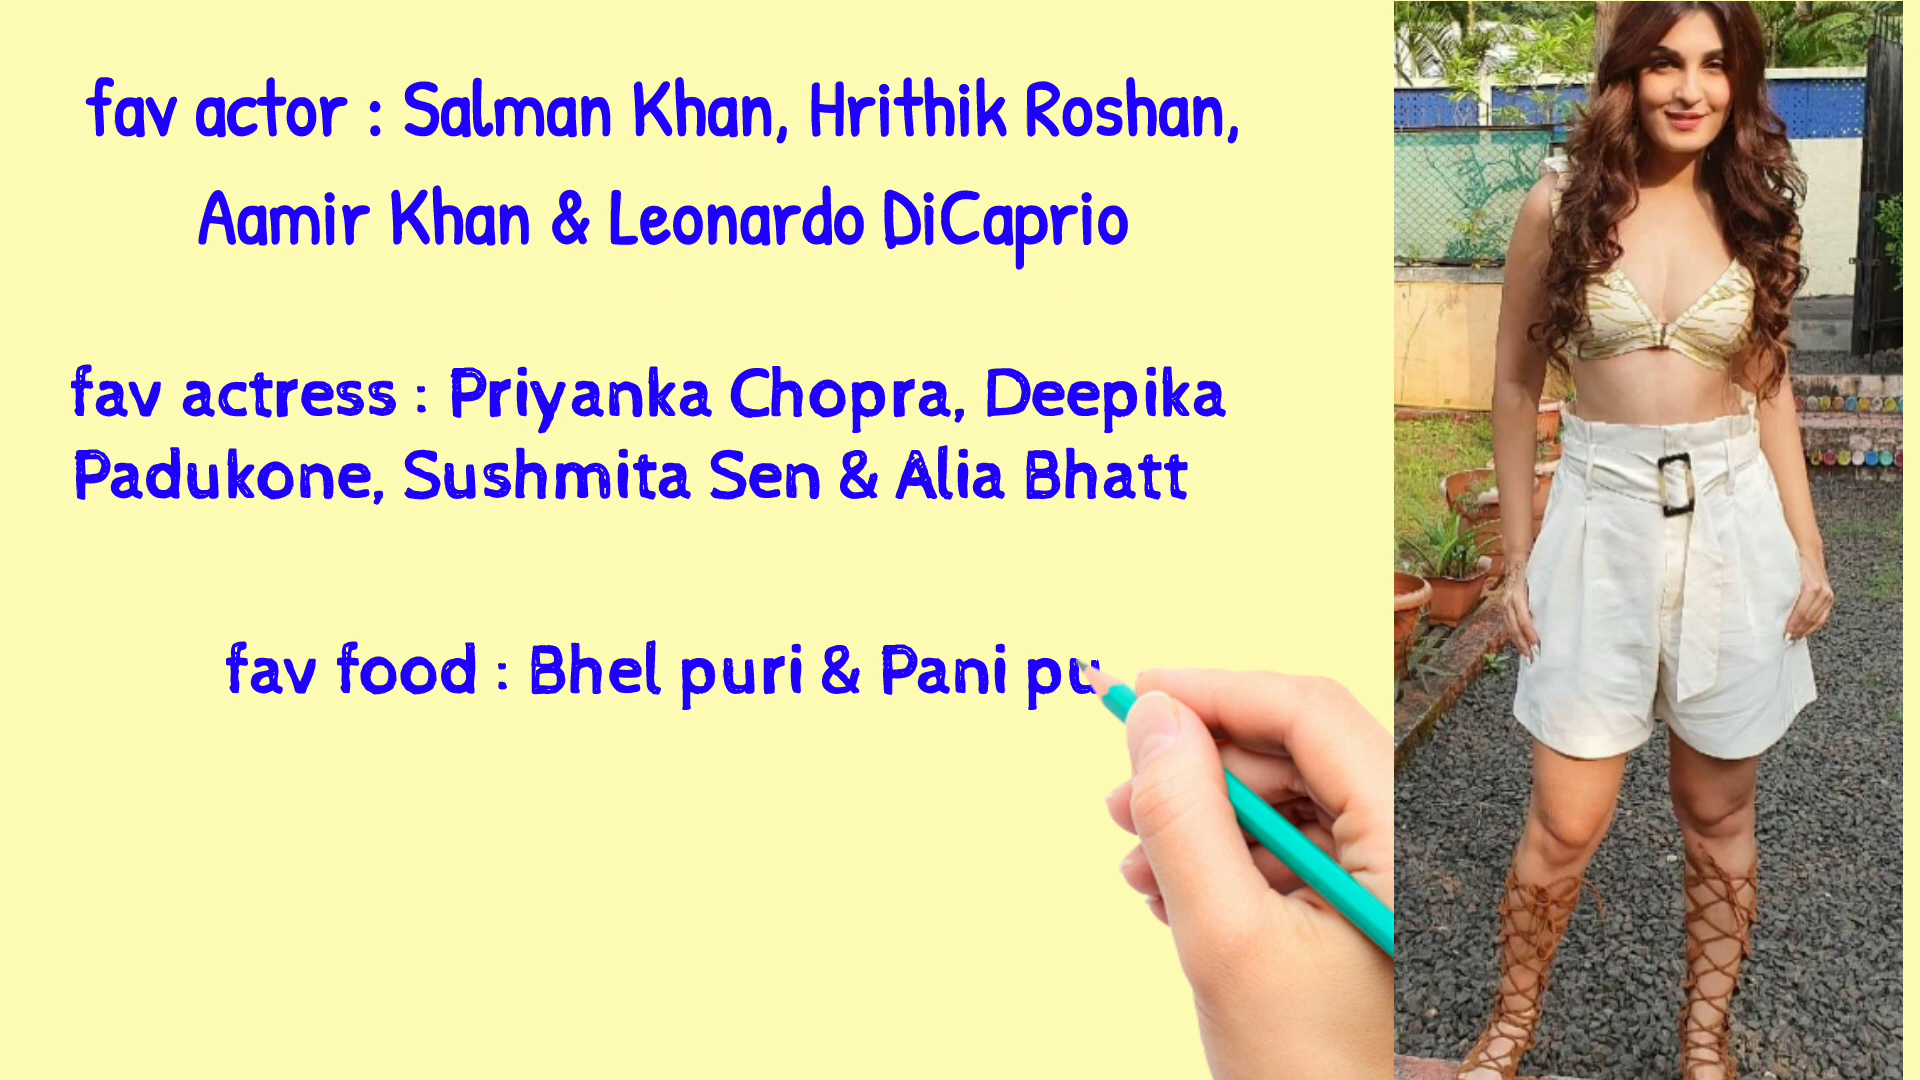 fav actor : Salman Khan, Hrithik Roshan,
Aamir Khan & Leonardo DiCaprio
fav actress : Priyanka Chopra, Deepika
Padukone, Sushmita Sen & Alia Bhatt
fav food : Bhel puri & Pani pu